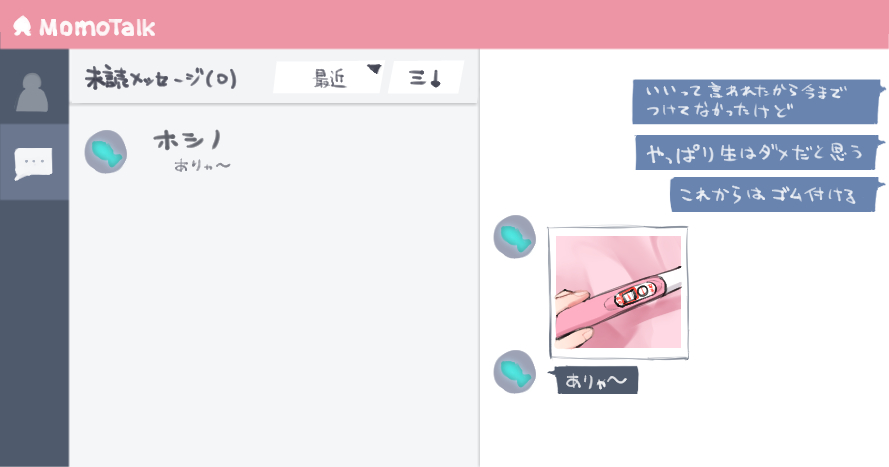 MomoTalk
未読メッセージ(0)
最近
ホシノ
ありゃ〜
いいって言われたから今まで
つけてなかったけど
やっぱり生はダメだと思う
これからはゴム付ける
ありゃ〜